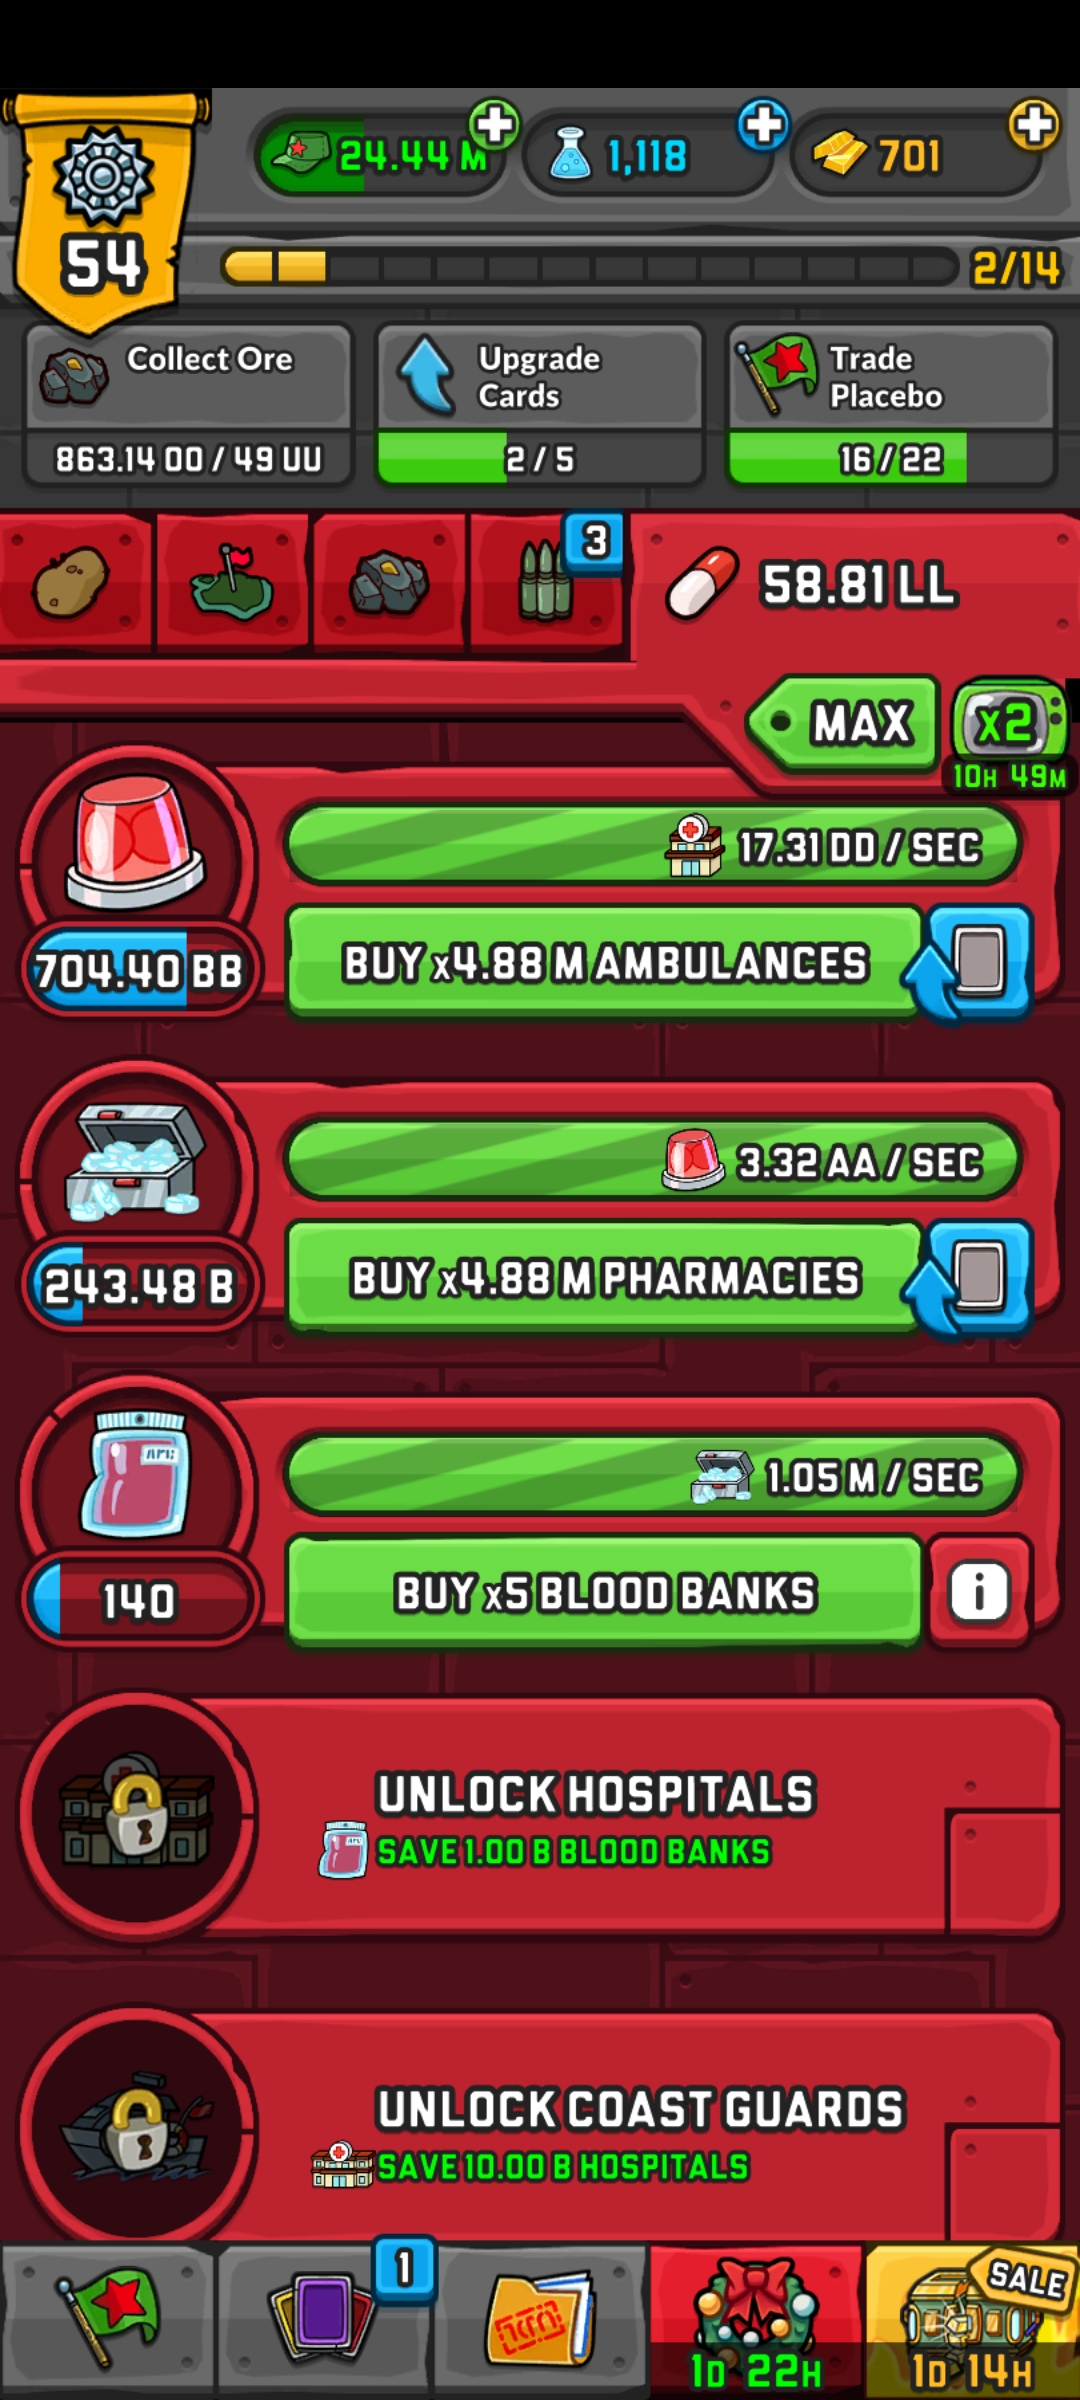 24.44 M
1,118
701
54
2/14
Collect Ore
863.14 OO / 49 UU
Upgrade
Cards
2 / 5
Trade
Placebo
16 / 22
3
58.81 LL
MAX
x2
10H 49M
17.31 DD / SEC
704.40 BB
BUY x4.88 M AMBULANCES
3.32 AA / SEC
243.48 B
BUY x4.88 M PHARMACIES
1.05 M / SEC
140
BUY x5 BLOOD BANKS
i
UNLOCK HOSPITALS
SAVE 1.00 B BLOOD BANKS
UNLOCK COAST GUARDS
SAVE 10.00 B HOSPITALS
1
SALE
1D 22H
1D 14H